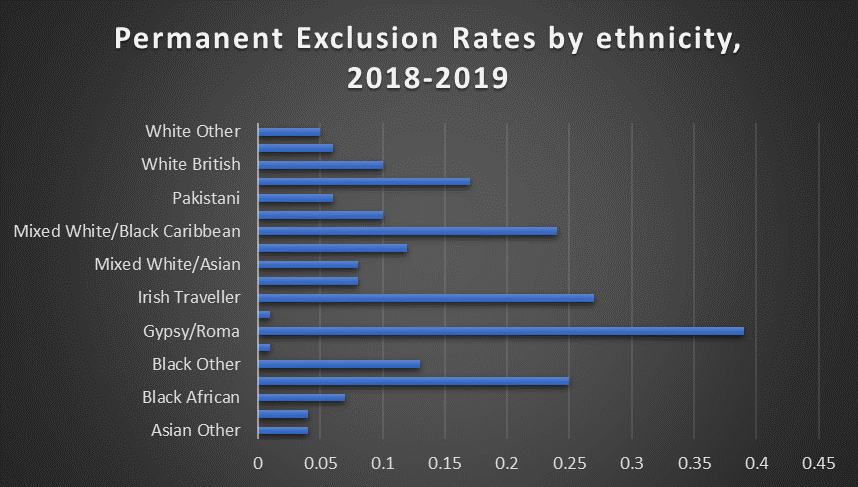 Permanent Exclusion Rates by ethnicity,
2018-2019
White Other
White British
Pakistani
Mixed White/Black Caribbean
Mixed White/Asian
Irish Traveller
Gypsy/Roma
Black Other
Black African
Asian Other
0 0.05 0.1 0.15 0.2 0.25 0.3 0.35 0.4 0.45